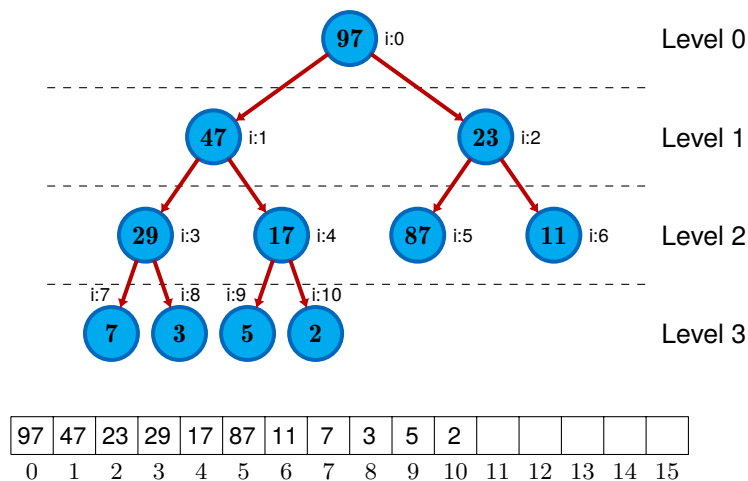 97 i:0 Level 0
47 i:1 23 i:2 Level 1
29 i:3 17 i:4 87 i:5 11 i:6 Level 2
i:7 i:8 i:9 i:10
7 3 5 2 Level 3
97 47 23 29 17 87 11 7 3 5 2
0 1 2 3 4 5 6 7 8 9 10 11 12 13 14 15